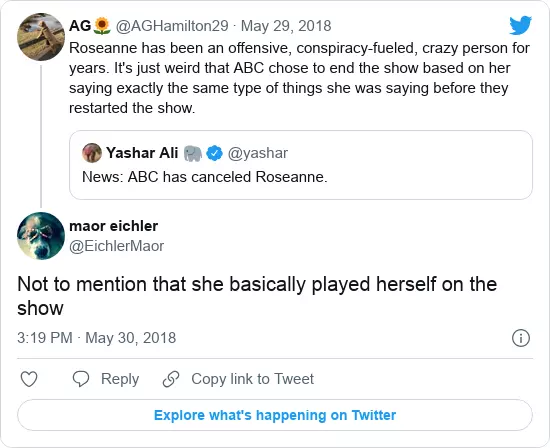 AG🌻 @AGHamilton29 · May 29, 2018
Roseanne has been an offensive, conspiracy-fueled, crazy person for
years. It's just weird that ABC chose to end the show based on her
saying exactly the same type of things she was saying before they
restarted the show.
Yashar Ali 🐘 @yashar
News: ABC has canceled Roseanne.
maor eichler
@EichlerMaor
Not to mention that she basically played herself on the
show
3:19 PM · May 30, 2018
Reply
Copy link to Tweet
Explore what's happening on Twitter